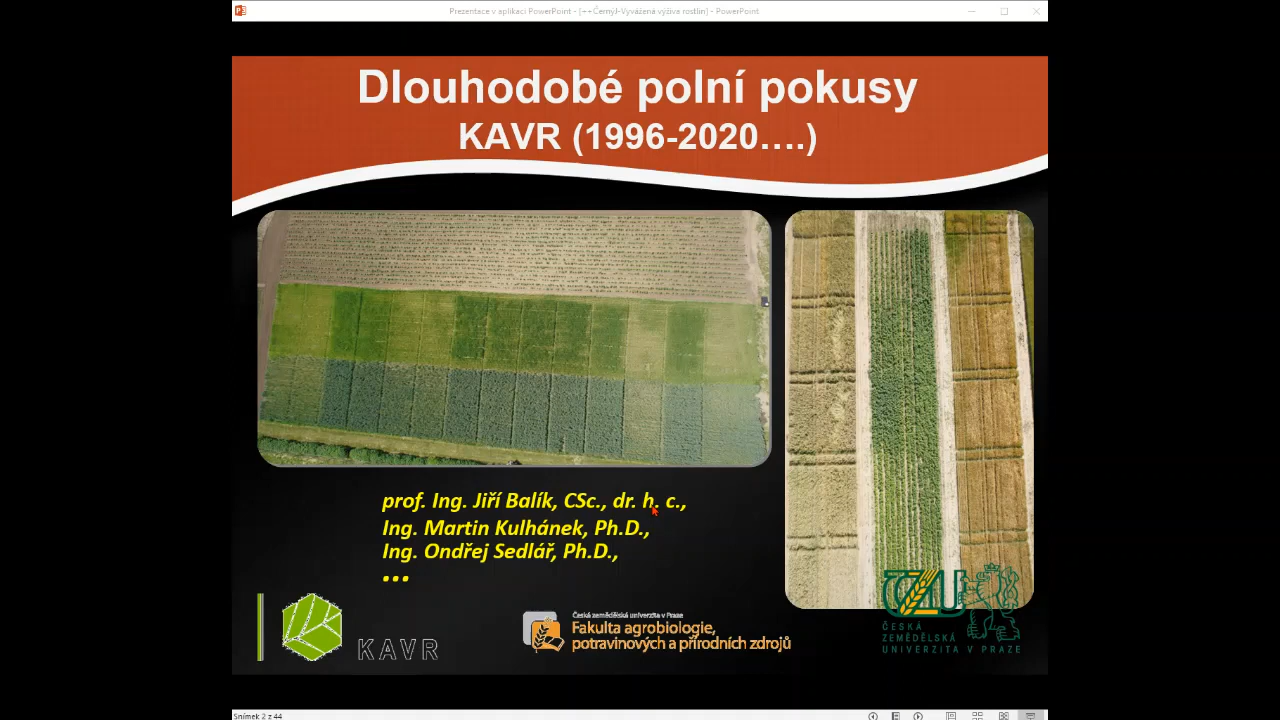 Prezentace v aplikaci PowerPoint - [++ČernýJ-Vyvážená výživa rostlin] - PowerPoint
Dlouhodobé polní pokusy
KAVR (1996-2020....)
prof. Ing. Jiří Balík, CSc., dr. h. c.,
Ing. Martin Kulhánek, Ph.D.,
Ing. Ondřej Sedlář, Ph.D.,
...
KAVR
Česká zemědělská univerzita v Praze
Fakulta agrobiologie,
potravinových a přírodních zdrojů
ČZU
ČESKÁ
ZEMĚDĚLSKÁ
UNIVERZITA V PRAZE
Snímek 2 z 44